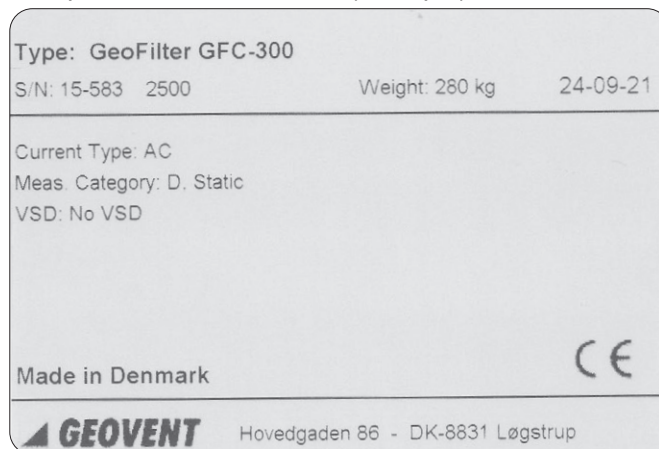 Type: GeoFilter GFC-300
S/N: 15-583 2500 Weight: 280 kg 24-09-21
Current Type: AC
Meas. Category: D, Static
VSD: No VSD
Made in Denmark CE
GEOVENT Hovedgaden 86 - DK-8831 Løgstrup